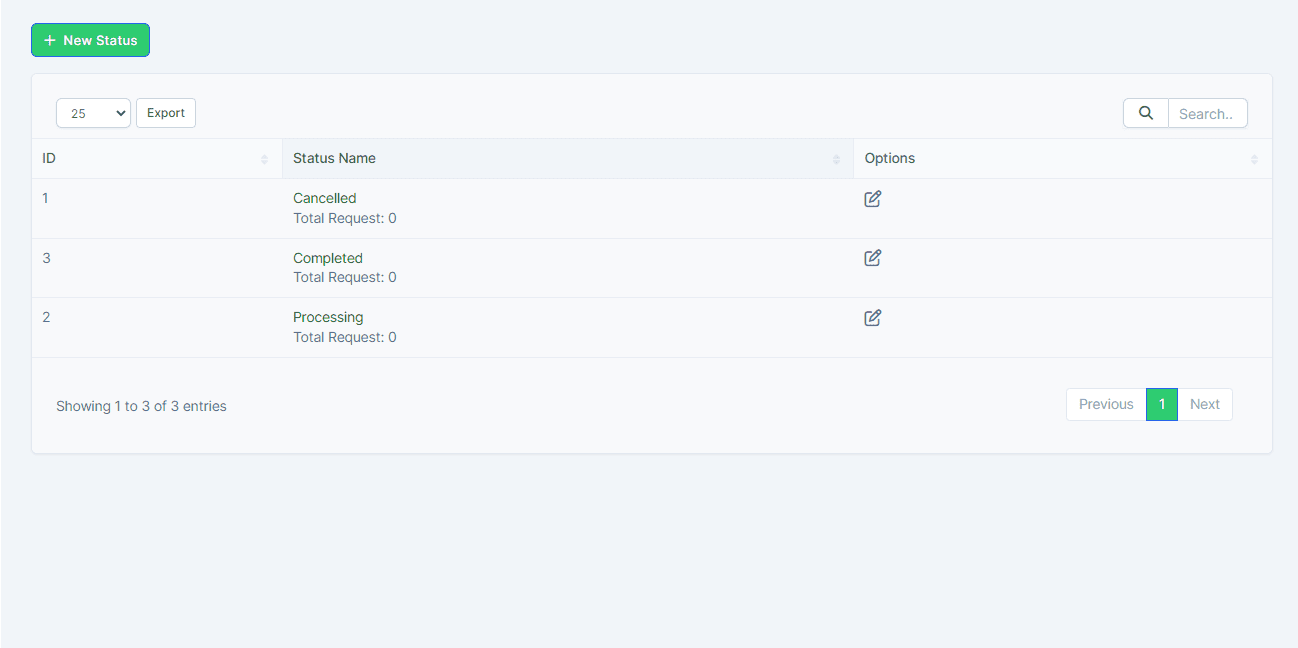 New Status
25 Export Search..
ID Status Name Options
1 Cancelled
Total Request: 0
3 Completed
Total Request: 0
2 Processing
Total Request: 0
Showing 1 to 3 of 3 entries Previous 1 Next